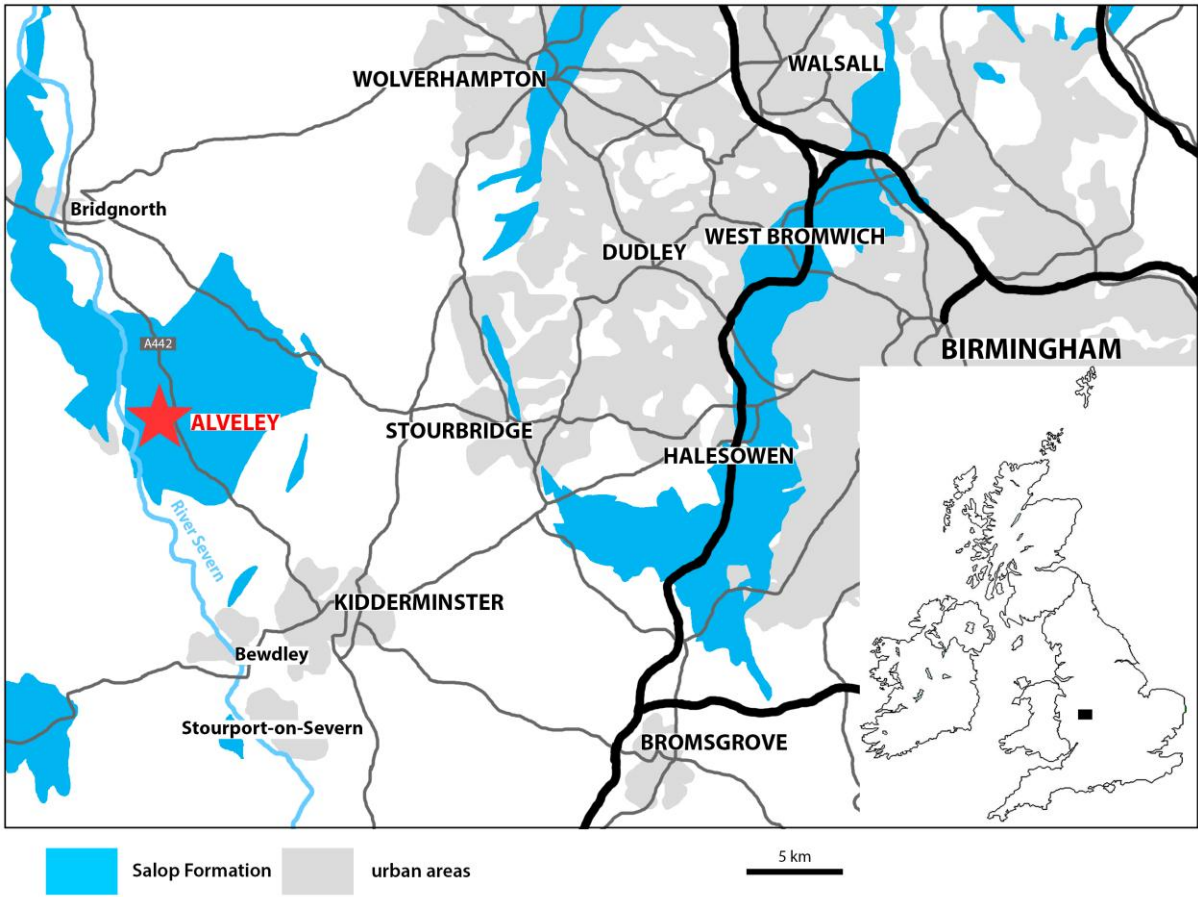 WOLVERHAMPTON
WALSALL
Bridgnorth
DUDLEY
WEST BROMWICH
A442
BIRMINGHAM
ALVELEY
STOURBRIDGE
HALESOWEN
River Severn
KIDDERMINSTER
Bewdley
Stourport-on-Severn
BROMSGROVE
Salop Formation
urban areas
5 km